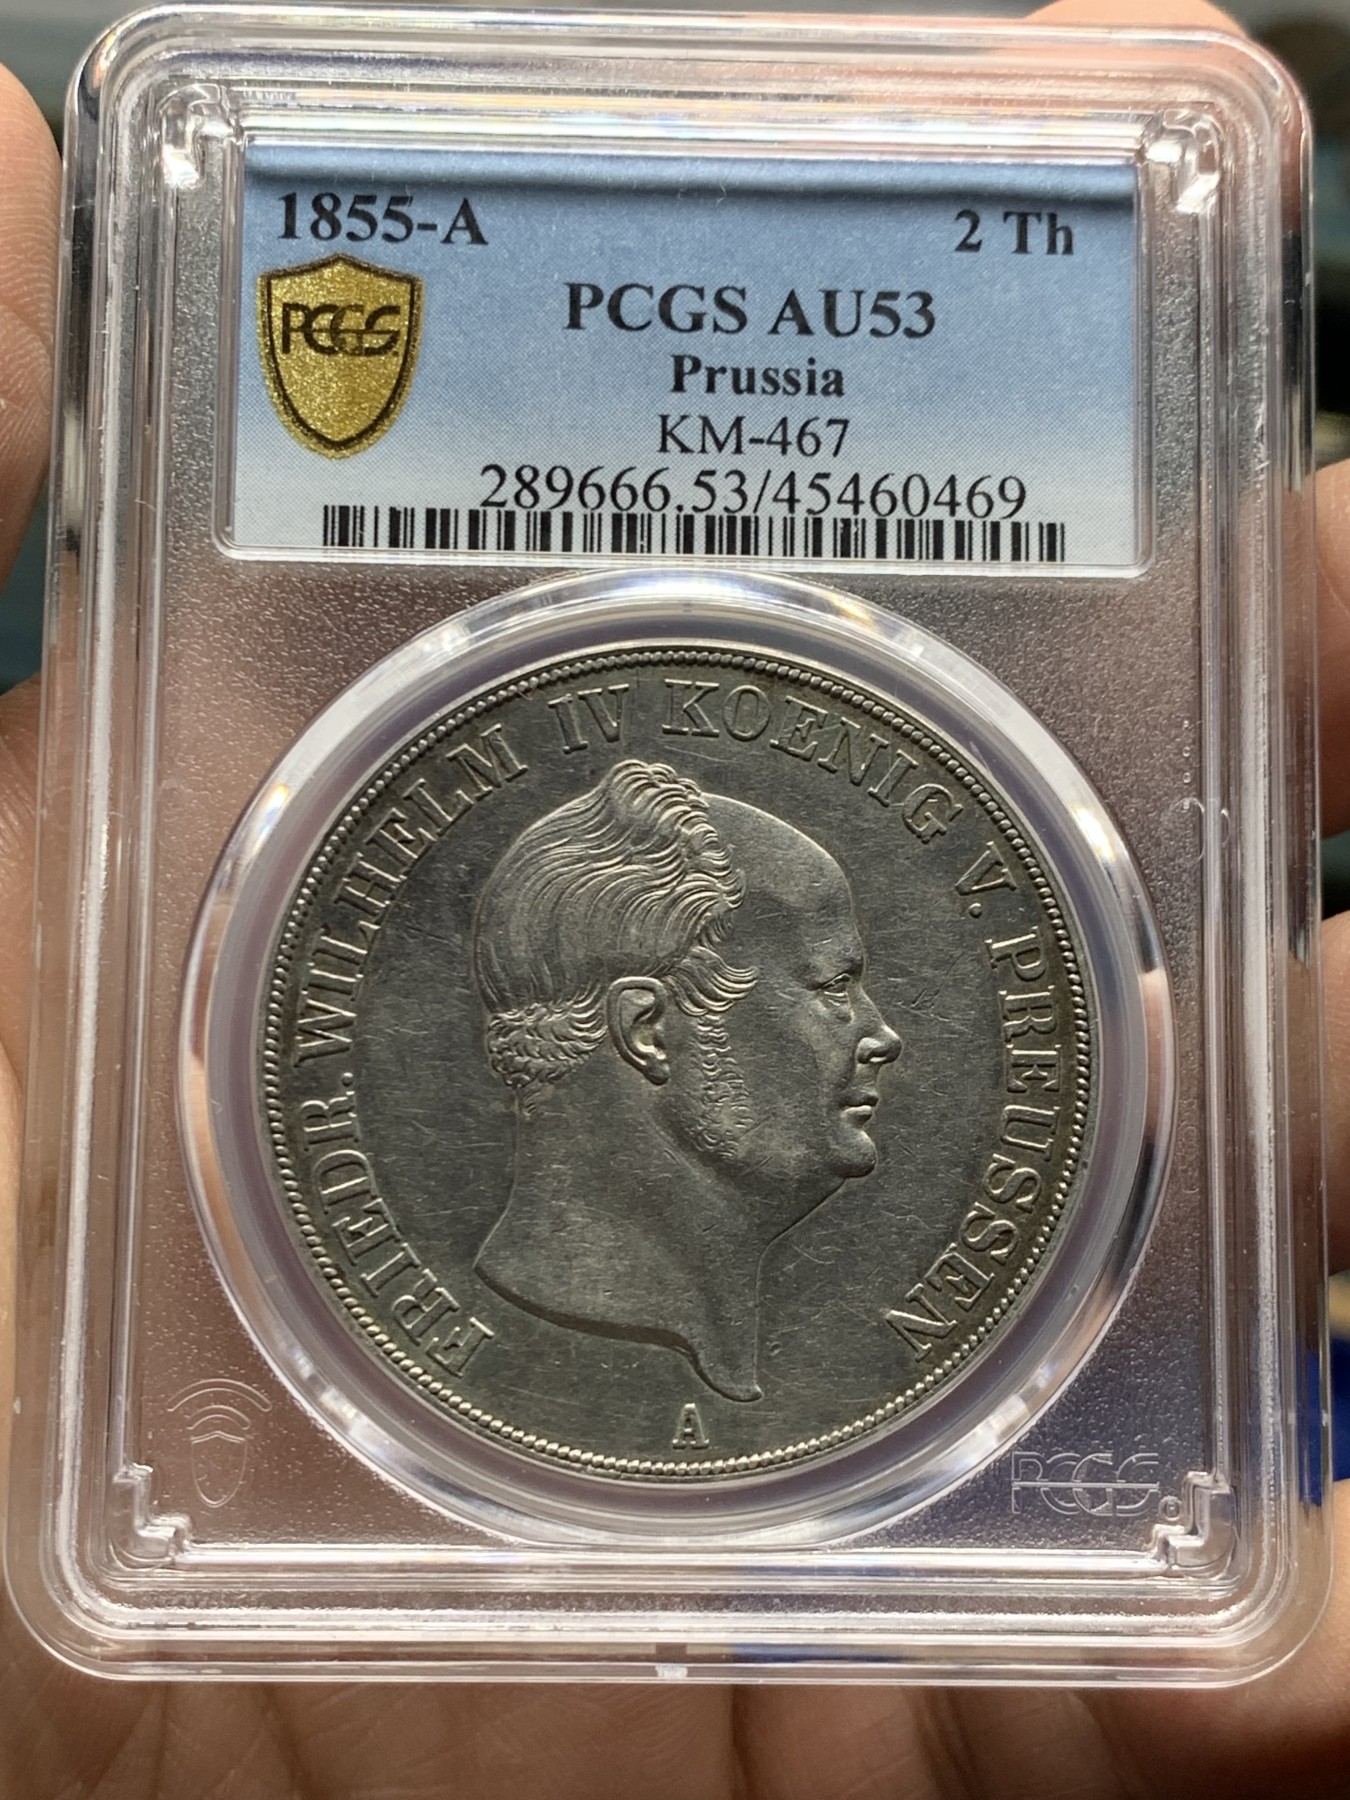 1855-A 2 Th
PCGS
PCGS AU53
Prussia
KM-467
289666.53/45460469
FRIEDR. WILHELM IV KOENIG V. PREUSSEN
A
PCGS